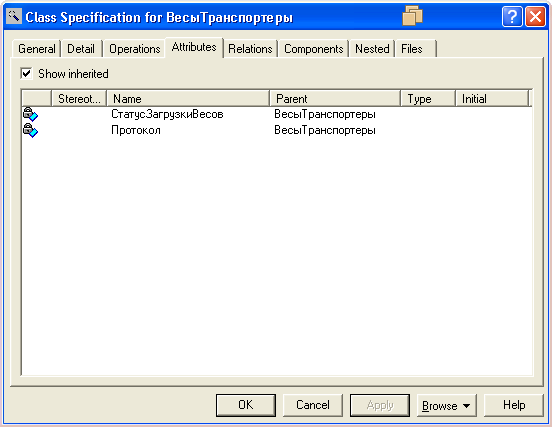 Class Specification for ВесыТранспортеры
General Detail Operations Attributes Relations Components Nested Files
Show inherited
Stereot... Name Parent Type Initial
СтатусЗагрузкиВесов ВесыТранспортеры
Протокол ВесыТранспортеры
OK Cancel Apply Browse Help